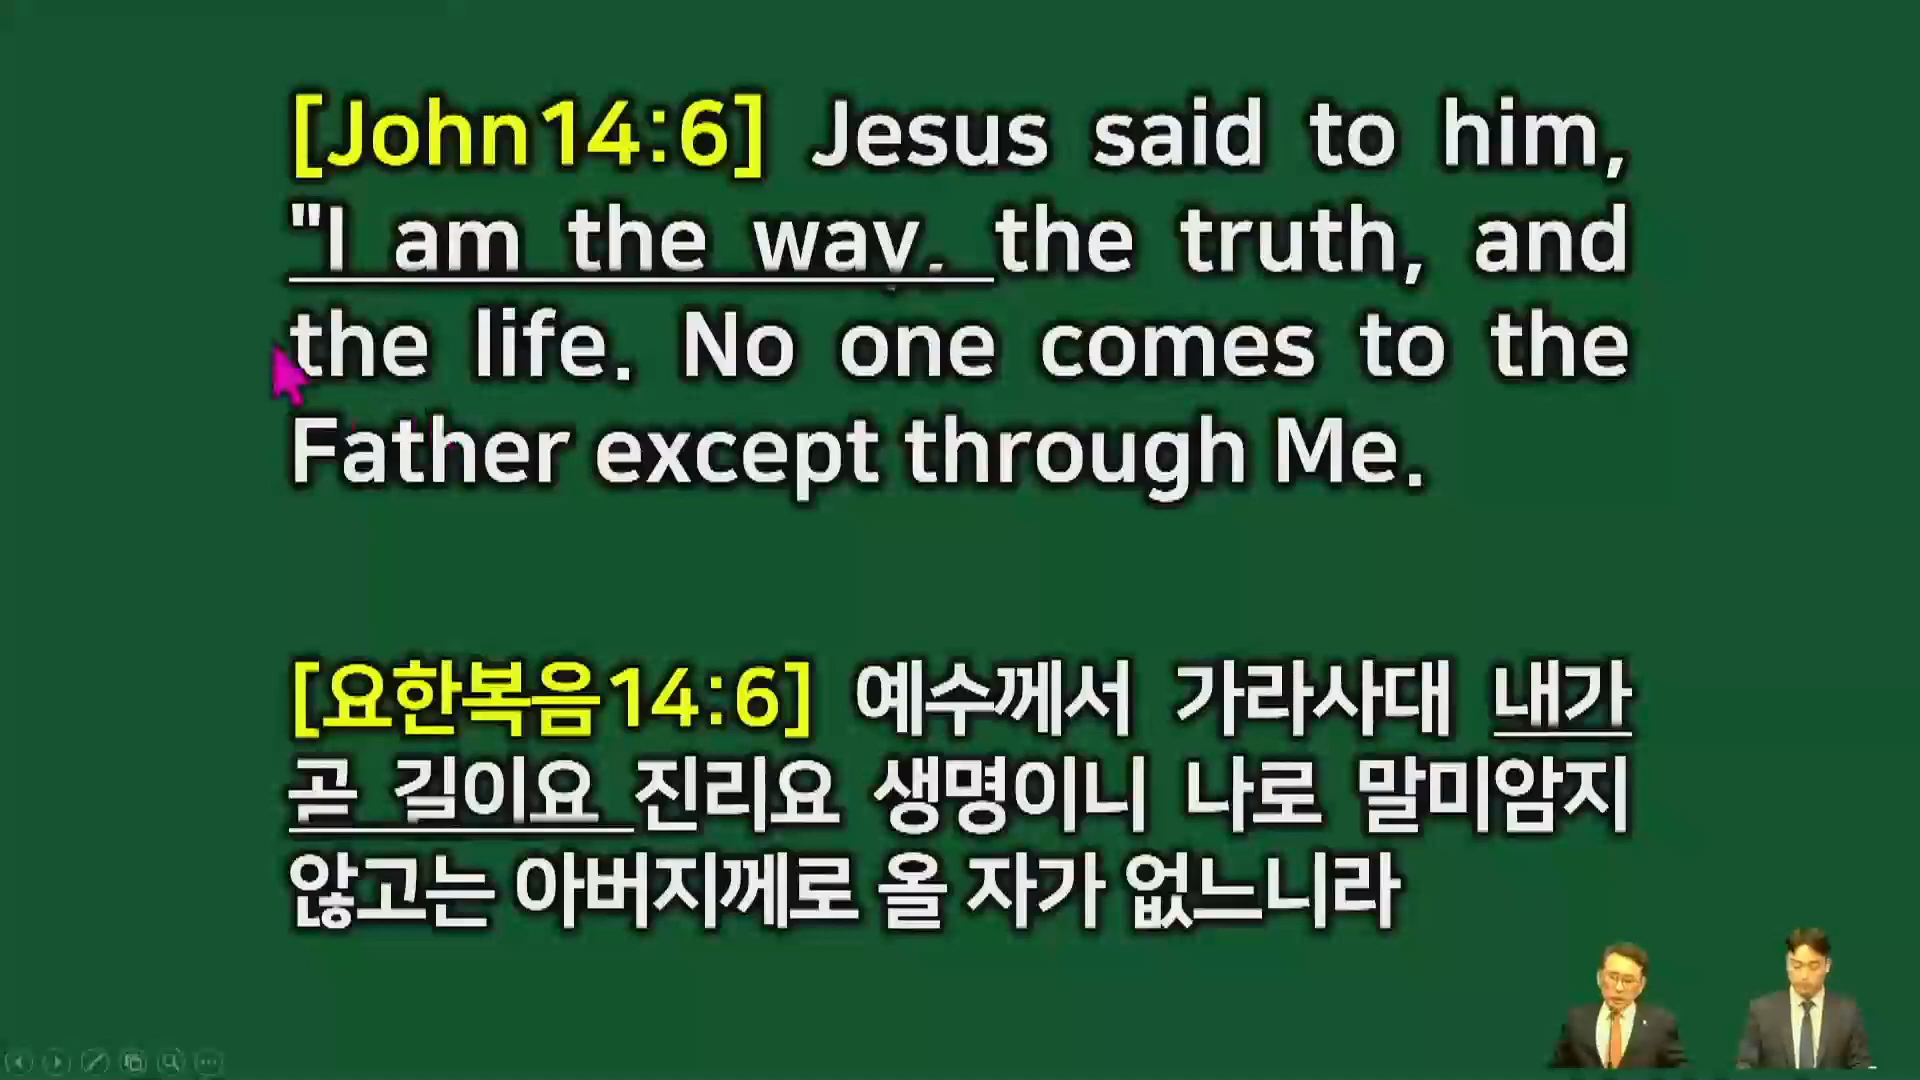 [John14:6] Jesus said to him,
"I am the way, the truth, and
the life. No one comes to the
Father except through Me.
[요한복음14:6] 예수께서 가라사대 내가
곧 길이요 진리요 생명이니 나로 말미암지
않고는 아버지께로 올 자가 없느니라